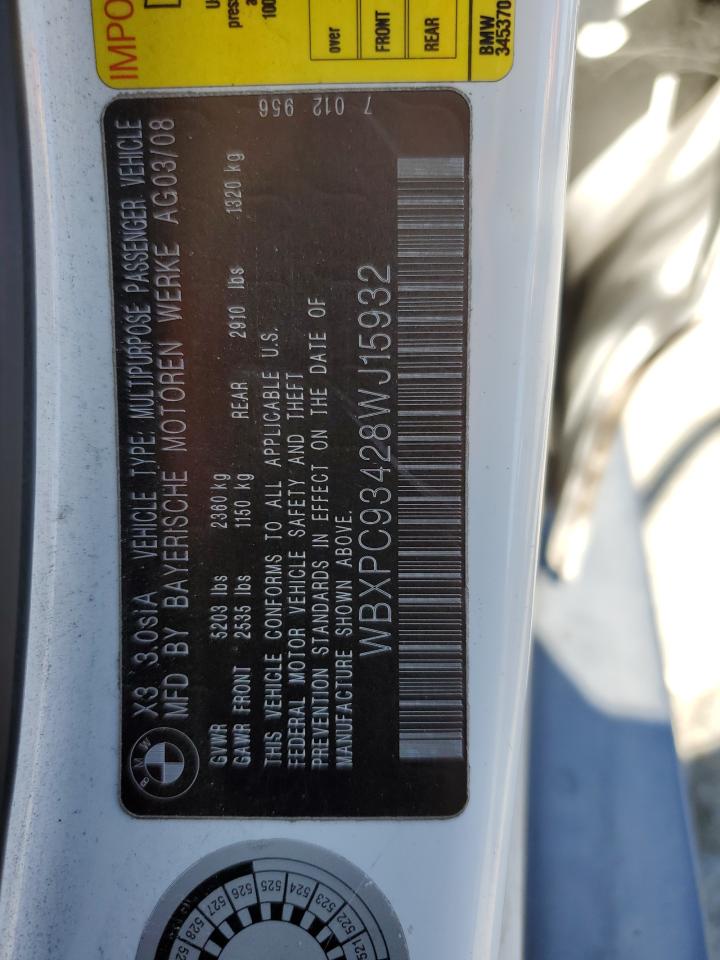 IMPO
over
FRONT
REAR
BMW
345370
7 012 956
BMW
X3 3.0SIA VEHICLE TYPE: MULTIPURPOSE PASSENGER VEHICLE
MFD BY BAYERISCHE MOTOREN WERKE AG03/08
GVWR 5203 lbs 2360 kg
GAWR FRONT 2535 lbs 1150 kg REAR 2910 lbs 1320 kg
THIS VEHICLE CONFORMS TO ALL APPLICABLE U.S.
FEDERAL MOTOR VEHICLE SAFETY AND THEFT
PREVENTION STANDARDS IN EFFECT ON THE DATE OF
MANUFACTURE SHOWN ABOVE.
WBXPC93428WJ15932
527 526 525 524 523 522 521